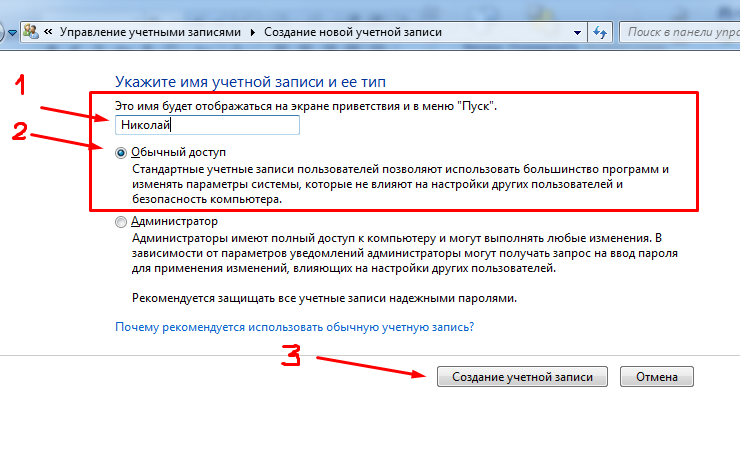 « Управление учетными записями Создание новой учетной записи Поиск в панели упра
Укажите имя учетной записи и ее тип
1
Это имя будет отображаться на экране приветствия и в меню "Пуск".
Николай
2
Обычный доступ
Стандартные учетные записи пользователей позволяют использовать большинство программ и
изменять параметры системы, которые не влияют на настройки других пользователей и
безопасность компьютера.
Администратор
Администраторы имеют полный доступ к компьютеру и могут выполнять любые изменения. В
зависимости от параметров уведомлений администраторы могут получать запрос на ввод пароля
для применения изменений, влияющих на настройки других пользователей.
Рекомендуется защищать все учетные записи надежными паролями.
Почему рекомендуется использовать обычную учетную запись?
3
Создание учетной записи Отмена